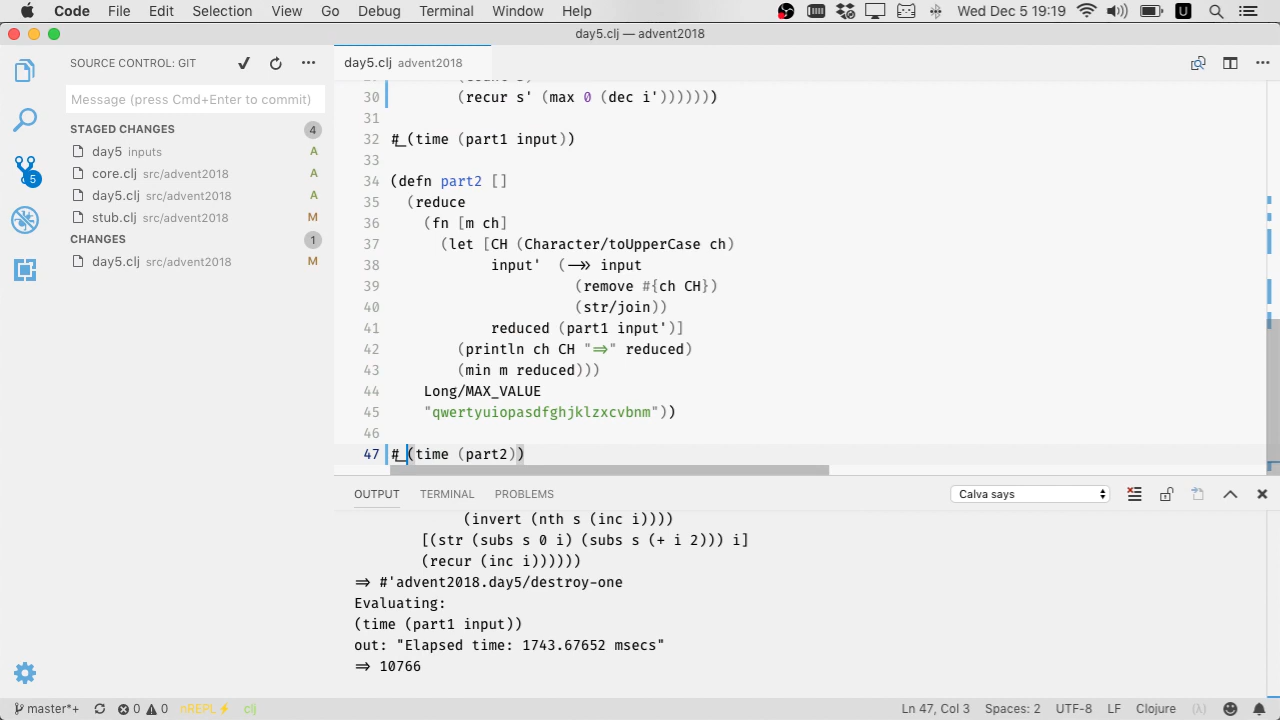 Code File Edit Selection View Go Debug Terminal Window Help Wed Dec 5 19:19 U
day5.clj — advent2018
SOURCE CONTROL: GIT
day5.clj advent2018
Message (press Cmd+Enter to commit)
STAGED CHANGES 4
day5 inputs A
core.clj src/advent2018 A
day5.clj src/advent2018 A
stub.clj src/advent2018 M
CHANGES 1
day5.clj src/advent2018 M
5
30 (recur s' (max 0 (dec i')))))))
31
32 #_(time (part1 input))
33
34 (defn part2 []
35 (reduce
36 (fn [m ch]
37 (let [CH (Character/toUpperCase ch)
38 input' (->> input
39 (remove #{ch CH})
40 (str/join))
41 reduced (part1 input')]
42 (println ch CH "=>" reduced)
43 (min m reduced)))
44 Long/MAX_VALUE
45 "qwertyuiopasdfghjklzxcvbnm"))
46
47 #_(time (part2))
OUTPUT TERMINAL PROBLEMS Calva says
(invert (nth s (inc i))))
[(str (subs s 0 i) (subs s (+ i 2))) i]
(recur (inc i))))))
=> #'advent2018.day5/destroy-one
Evaluating:
(time (part1 input))
out: "Elapsed time: 1743.67652 msecs"
=> 10766
master*+ 0 0 nREPL⚡ clj Ln 47, Col 3 Spaces: 2 UTF-8 LF Clojure (λ)